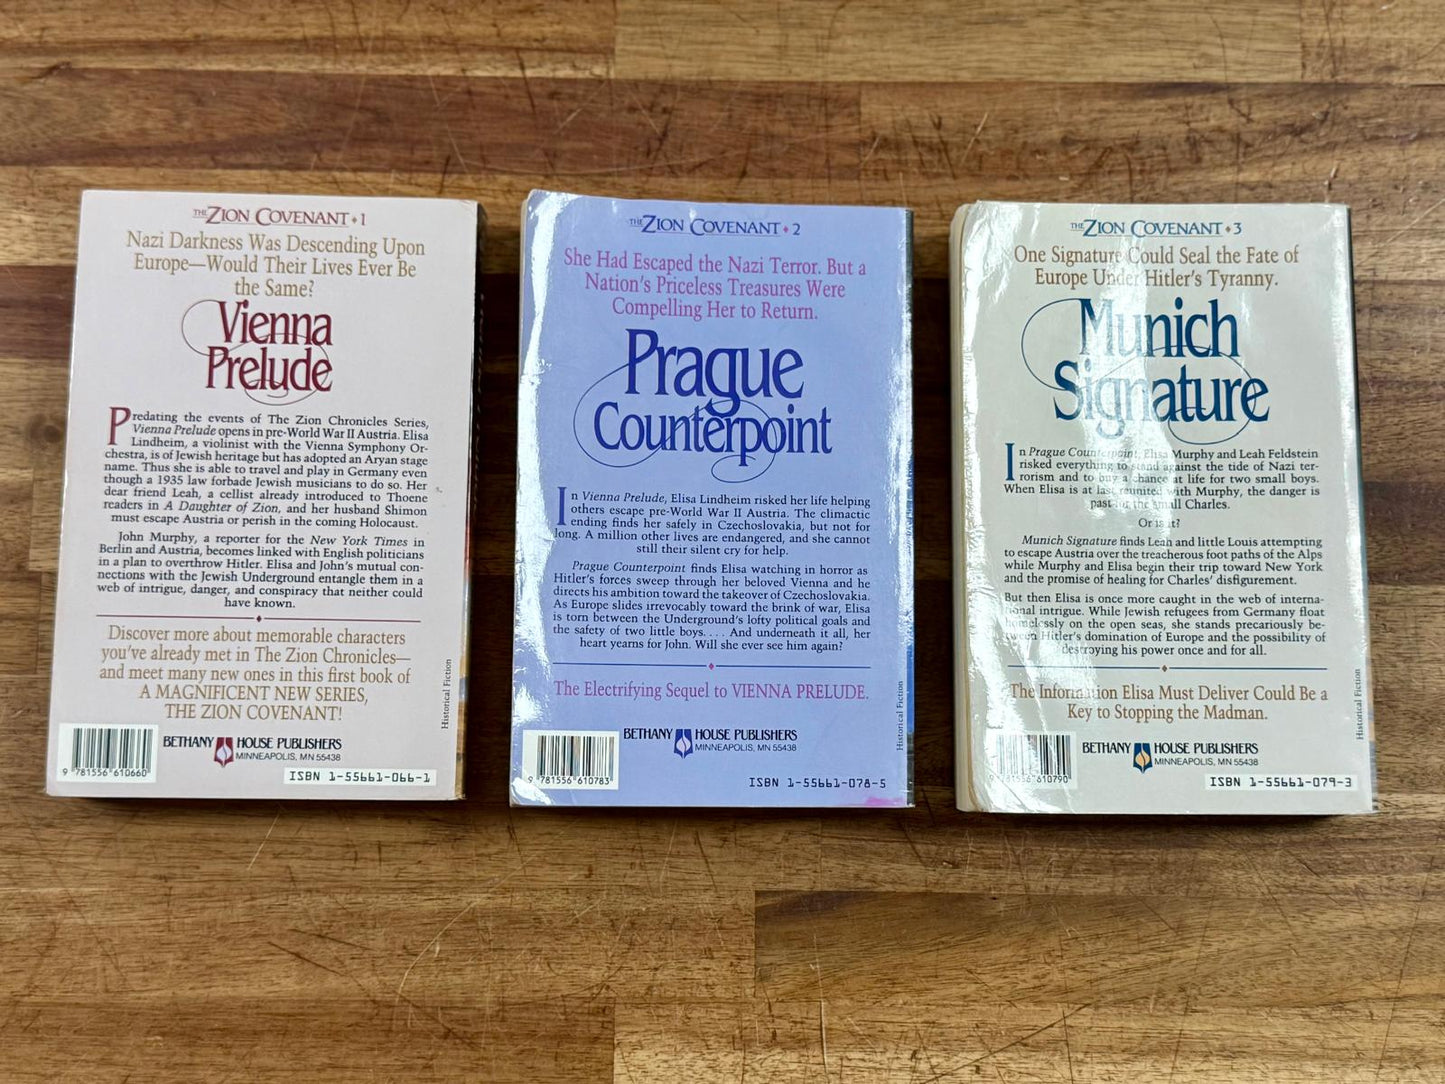 THE ZION COVENANT ♦ 1
Nazi Darkness Was Descending Upon
Europe—Would Their Lives Ever Be
the Same?
Vienna
Prelude
Predating the events of The Zion Chronicles Series,
Vienna Prelude opens in pre-World War II Austria. Elisa
Lindheim, a violinist with the Vienna Symphony Or-
chestra, is of Jewish heritage but has adopted an Aryan stage
name. Thus she is able to travel and play in Germany even
though a 1935 law forbade Jewish musicians to do so. Her
dear friend Leah, a cellist already introduced to Thoene
readers in A Daughter of Zion, and her husband Shimon
must escape Austria or perish in the coming Holocaust.
John Murphy, a reporter for the New York Times in
Berlin and Austria, becomes linked with English politicians
in a plan to overthrow Hitler. Elisa and John's mutual con-
nections with the Jewish Underground entangle them in a
web of intrigue, danger, and conspiracy that neither could
have known.
Discover more about memorable characters
you've already met in The Zion Chronicles—
and meet many new ones in this first book of
A MAGNIFICENT NEW SERIES,
THE ZION COVENANT!
Historical Fiction
9 781556 610660
BETHANY HOUSE PUBLISHERS
MINNEAPOLIS, MN 55438
ISBN 1-55661-066-1
THE ZION COVENANT ♦ 2
She Had Escaped the Nazi Terror. But a
Nation's Priceless Treasures Were
Compelling Her to Return.
Prague
Counterpoint
In Vienna Prelude, Elisa Lindheim risked her life helping
others escape pre-World War II Austria. The climactic
ending finds her safely in Czechoslovakia, but not for
long. A million other lives are endangered, and she cannot
still their silent cry for help.
Prague Counterpoint finds Elisa watching in horror as
Hitler's forces sweep through her beloved Vienna and he
directs his ambition toward the takeover of Czechoslovakia.
As Europe slides irrevocably toward the brink of war, Elisa
is torn between the Underground's lofty political goals and
the safety of two little boys. . . . And underneath it all, her
heart yearns for John. Will she ever see him again?
The Electrifying Sequel to VIENNA PRELUDE.
Historical Fiction
9 781556 610783
BETHANY HOUSE PUBLISHERS
MINNEAPOLIS, MN 55438
ISBN 1-55661-078-5
THE ZION COVENANT ♦ 3
One Signature Could Seal the Fate of
Europe Under Hitler's Tyranny.
Munich
Signature
In Prague Counterpoint, Elisa Murphy and Leah Feldstein
risked everything to stand against the tide of Nazi ter-
rorism and to buy a chance at life for two small boys.
When Elisa is at last reunited with Murphy, the danger is
past for the small Charles.
Or is it?
Munich Signature finds Leah and little Louis attempting
to escape Austria over the treacherous foot paths of the Alps
while Murphy and Elisa begin their trip toward New York
and the promise of healing for Charles' disfigurement.
But then Elisa is once more caught in the web of interna-
tional intrigue. While Jewish refugees from Germany float
homelessly on the open seas, she stands precariously be-
tween Hitler's domination of Europe and the possibility of
destroying his power once and for all.
The Information Elisa Must Deliver Could Be a
Key to Stopping the Madman.
Historical Fiction
9 781556 610790
BETHANY HOUSE PUBLISHERS
MINNEAPOLIS, MN 55438
ISBN 1-55661-079-3